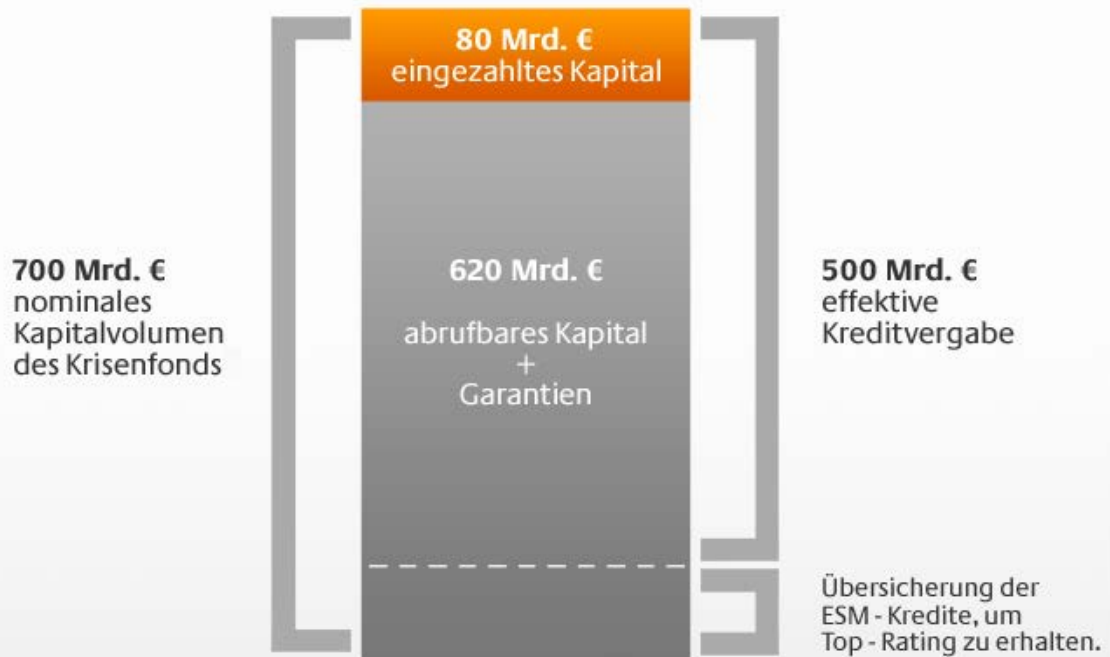 80 Mrd. €
eingezahltes Kapital
700 Mrd. €
nominales
Kapitalvolumen
des Krisenfonds
620 Mrd. €
abrufbares Kapital
+
Garantien
500 Mrd. €
effektive
Kreditvergabe
Übersicherung der
ESM - Kredite, um
Top - Rating zu erhalten.